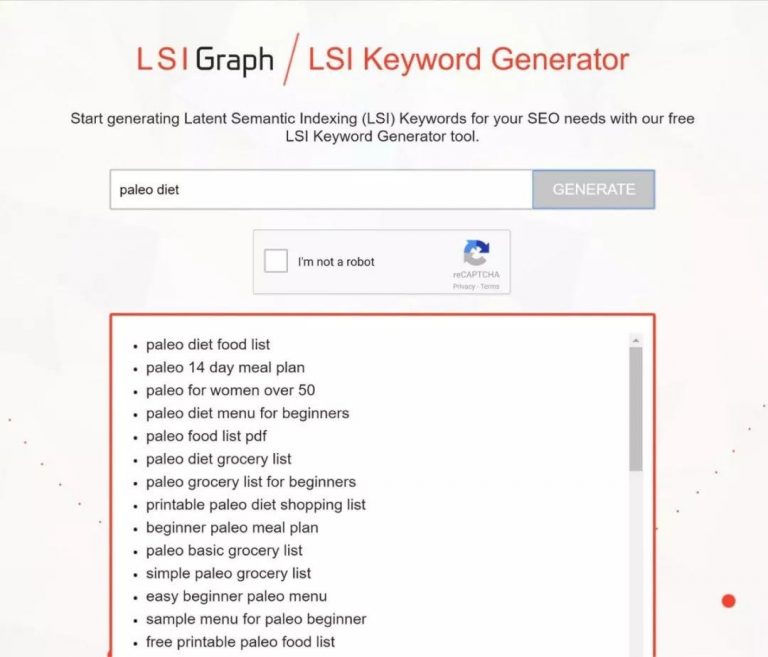 LSIGraph / LSI Keyword Generator
Start generating Latent Semantic Indexing (LSI) Keywords for your SEO needs with our free
LSI Keyword Generator tool.
paleo diet GENERATE
I'm not a robot
reCAPTCHA
Privacy - Terms
• paleo diet food list
• paleo 14 day meal plan
• paleo for women over 50
• paleo diet menu for beginners
• paleo food list pdf
• paleo diet grocery list
• paleo grocery list for beginners
• printable paleo diet shopping list
• beginner paleo meal plan
• paleo basic grocery list
• simple paleo grocery list
• easy beginner paleo menu
• sample menu for paleo beginner
• free printable paleo food list